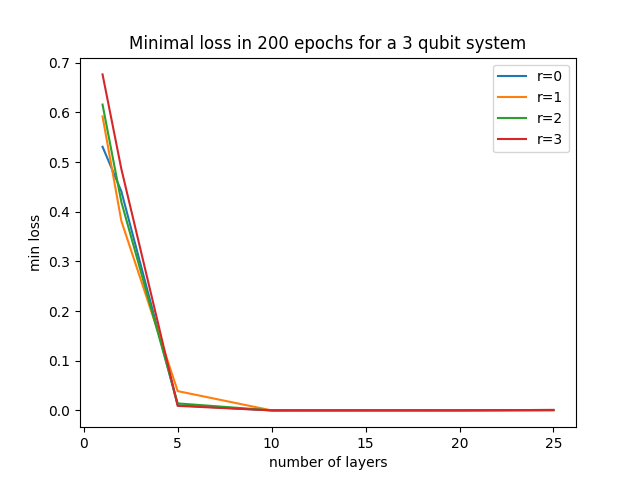 Minimal loss in 200 epochs for a 3 qubit system
min loss
0.7
0.6
0.5
0.4
0.3
0.2
0.1
0.0
r=0
r=1
r=2
r=3
0 5 10 15 20 25
number of layers